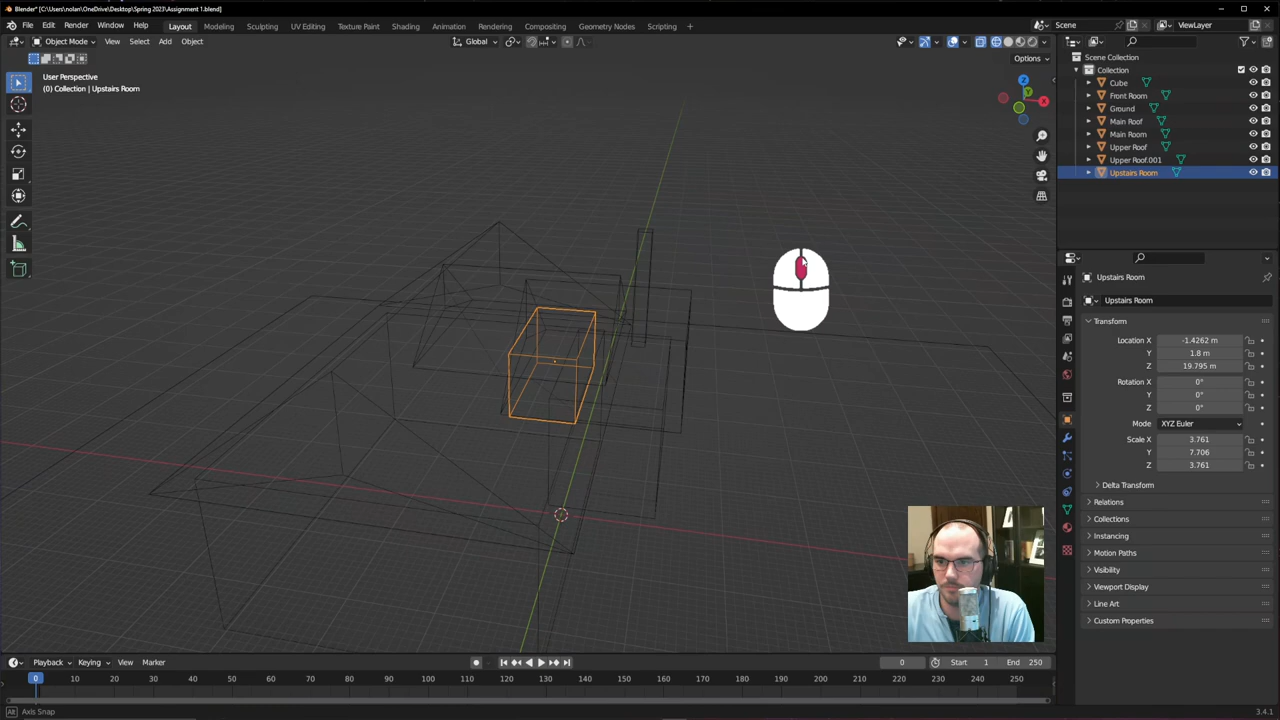 Blender* [C:\Users\nolan\OneDrive\Desktop\Spring 2023\Assignment 1.blend]
File Edit Render Window Help Layout Modeling Sculpting UV Editing Texture Paint Shading Animation Rendering Compositing Geometry Nodes Scripting + Scene ViewLayer
Object Mode View Select Add Object Global
Options
User Perspective
(0) Collection | Upstairs Room
Z
Y
X
Scene Collection
Collection
Cube
Front Room
Ground
Main Roof
Main Room
Upper Roof
Upper Roof.001
Upstairs Room
Upstairs Room
Upstairs Room
Transform
Location X -1.4262 m
Y 1.8 m
Z 19.795 m
Rotation X 0°
Y 0°
Z 0°
Mode XYZ Euler
Scale X 3.761
Y 7.706
Z 3.761
Delta Transform
Relations
Collections
Instancing
Motion Paths
Visibility
Viewport Display
Line Art
Custom Properties
Playback Keying View Marker 0 Start 1 End 250
0 10 20 30 40 50 60 70 80 90 100 110 120 130 140 150 160 170 180 190 200 210 220 230 240 250
Alt Axis Snap 3.4.1